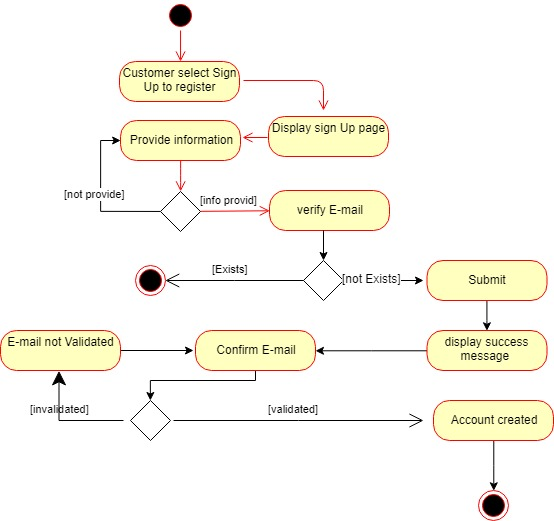 Customer select Sign
Up to register
Display sign Up page
Provide information
[not provide]
[info provid]
verify E-mail
[Exists]
[not Exists]
Submit
E-mail not Validated
Confirm E-mail
display success
message
[invalidated]
[validated]
Account created